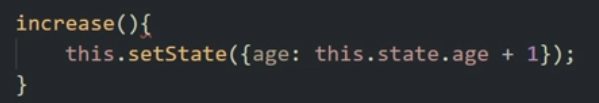 increase(){
this.setState({age: this.state.age + 1});
}